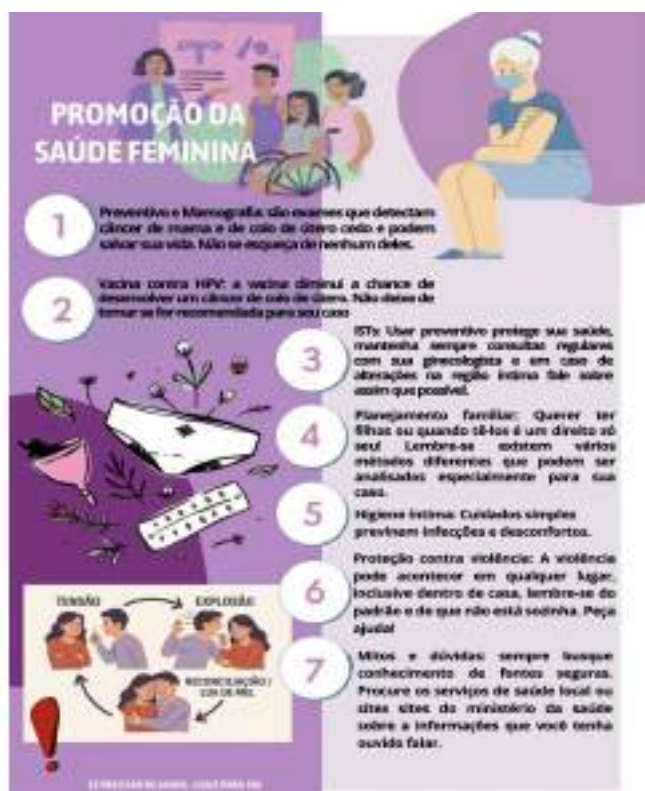 PROMOÇÃO DA
SAÚDE FEMININA
1
Preventivo e Mamografia: são exames que detectam
câncer de mama e de colo de útero cedo e podem
salvar sua vida. Não se esqueça de nenhum deles.
2
Vacina contra HPV: a vacina diminui a chance de
desenvolver um câncer de colo de útero. Não deixe de
tomar se for recomendada para seu caso
3
ISTs: Usar preventivo protege sua saúde,
mantenha sempre consultas regulares
com sua ginecologista e em caso de
alterações na região íntima fale sobre
assim que possível.
4
Planejamento familiar: Querer ter
filhos ou quando tê-los é um direito só
seu! Lembre-se existem vários
métodos diferentes que podem ser
analisados especialmente para sua
caso.
5
Higiene íntima: Cuidados simples
previnem infecções e desconfortos.
6
Proteção contra violência: A violência
pode acontecer em qualquer lugar,
inclusive dentro de casa, lembre-se do
padrão e de que não está sozinha. Peça
ajuda!
TENSÃO
EXPLOSÃO
RECONCILIAÇÃO /
LUA DE MEL
7
Mitos e dúvidas: sempre busque
conhecimento de fontes seguras.
Procure os serviços de saúde local ou
sites sites do ministério da saúde
sobre a informações que você tenha
ouvido falar.
SE PRECISAR DE AJUDA, LIGUE PARA 180